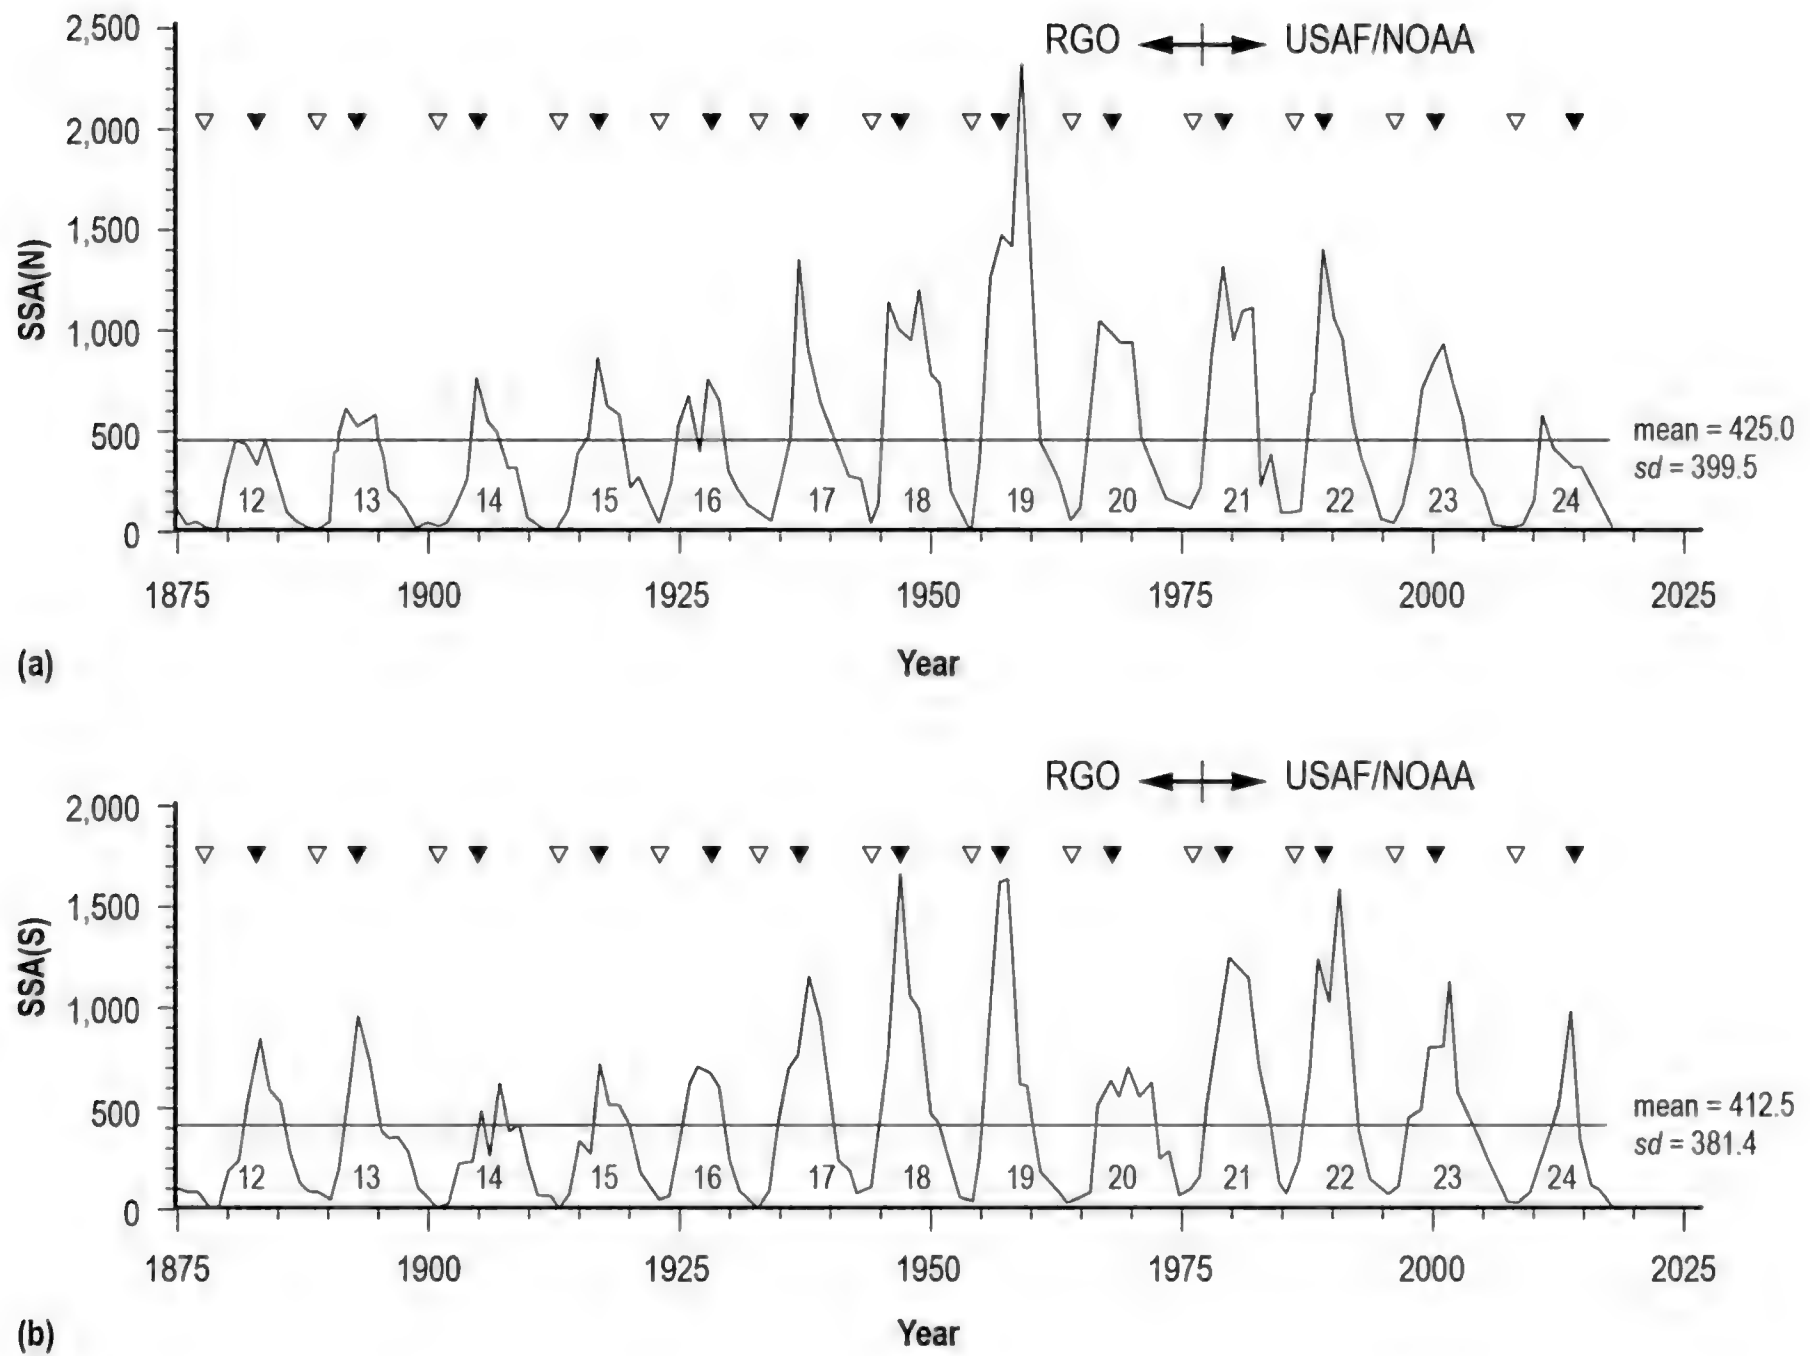 RGO USAF/NOAA
2,500
2,000
1,500
1,000
500
0
SSA(N)
mean = 425.0
sd = 399.5
12 13 14 15 16 17 18 19 20 21 22 23 24
1875 1900 1925 1950 1975 2000 2025
(a)
Year
RGO USAF/NOAA
2,000
1,500
1,000
500
0
SSA(S)
mean = 412.5
sd = 381.4
12 13 14 15 16 17 18 19 20 21 22 23 24
1875 1900 1925 1950 1975 2000 2025
(b)
Year